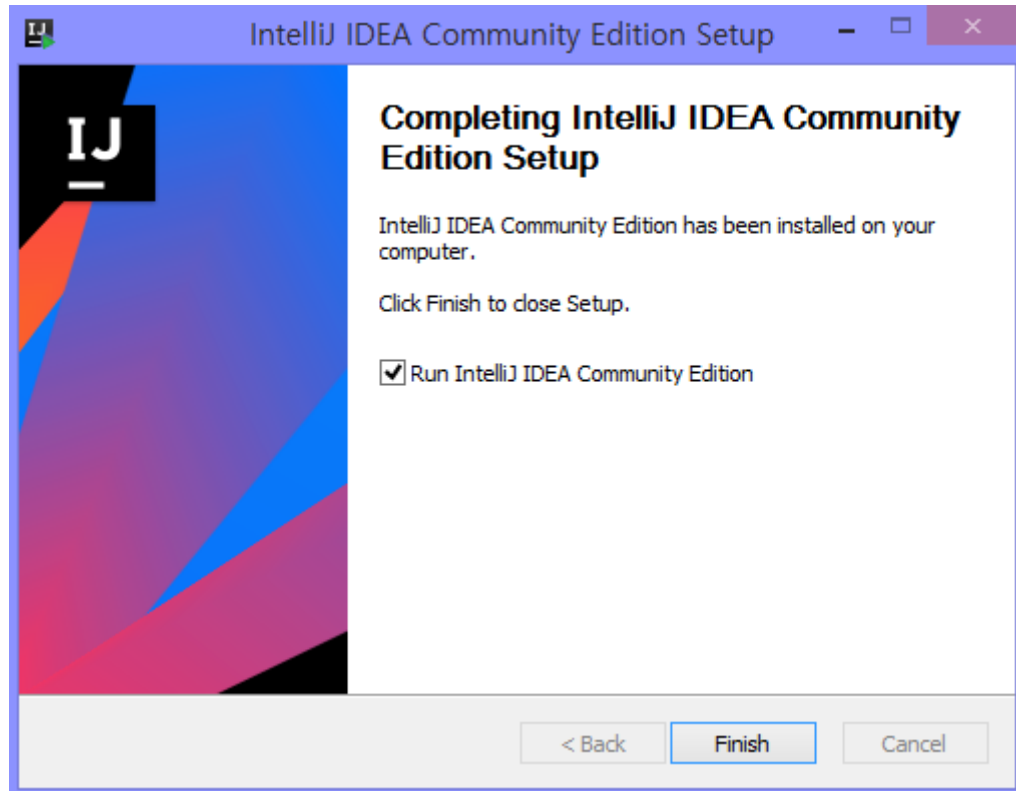 IntelliJ IDEA Community Edition Setup
IJ
Completing IntelliJ IDEA Community
Edition Setup
IntelliJ IDEA Community Edition has been installed on your
computer.
Click Finish to close Setup.
Run IntelliJ IDEA Community Edition
< Back
Finish
Cancel